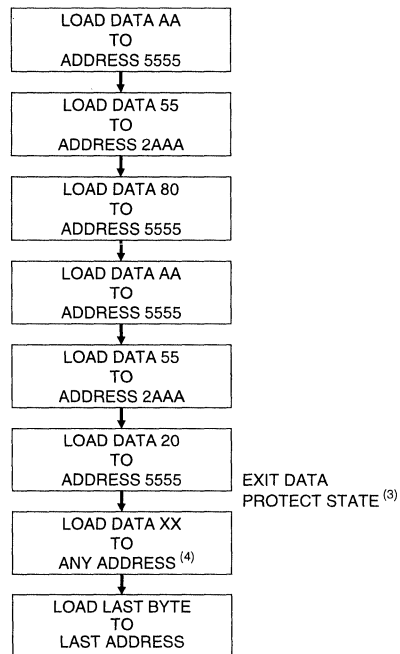 LOAD DATA AA
TO
ADDRESS 5555
LOAD DATA 55
TO
ADDRESS 2AAA
LOAD DATA 80
TO
ADDRESS 5555
LOAD DATA AA
TO
ADDRESS 5555
LOAD DATA 55
TO
ADDRESS 2AAA
LOAD DATA 20
TO
ADDRESS 5555
EXIT DATA
PROTECT STATE (3)
LOAD DATA XX
TO
ANY ADDRESS (4)
LOAD LAST BYTE
TO
LAST ADDRESS